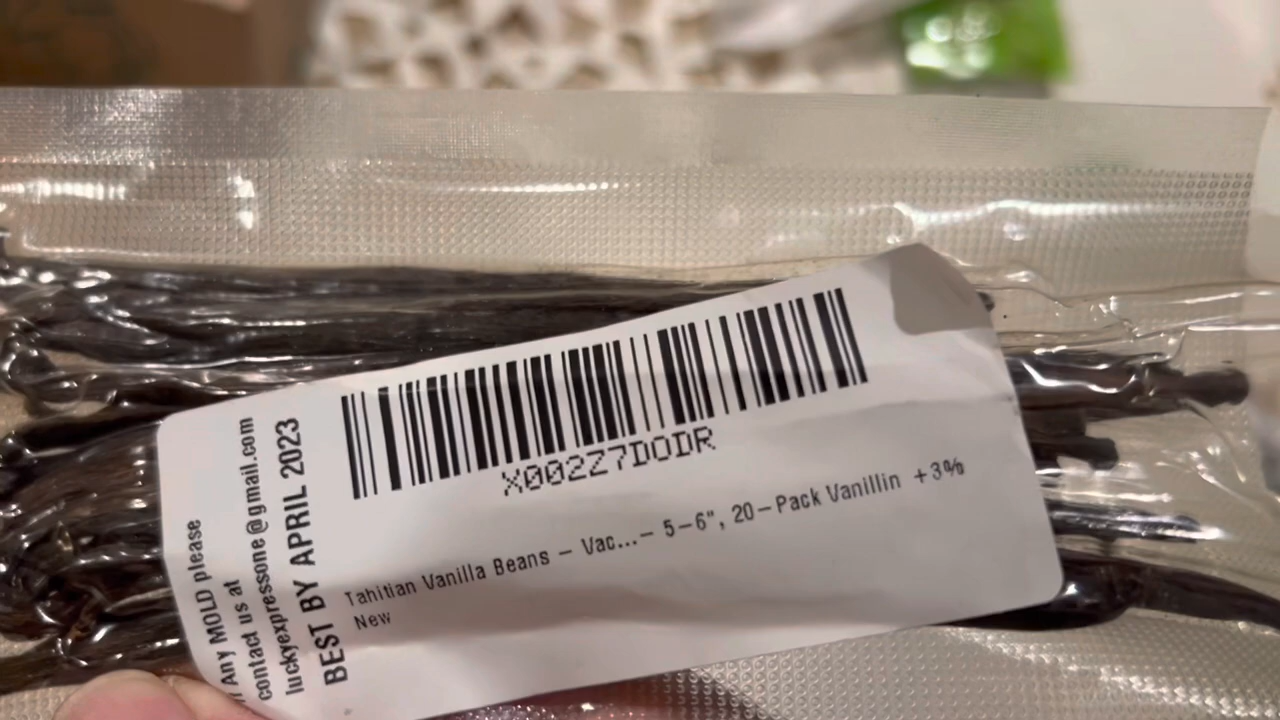 X002Z7DODR
Tahitian Vanilla Beans - Vac...- 5-6", 20-Pack Vanillin +3%
New
Any MOLD please
contact us at
luckyexpressone@gmail.com
BEST BY APRIL 2023